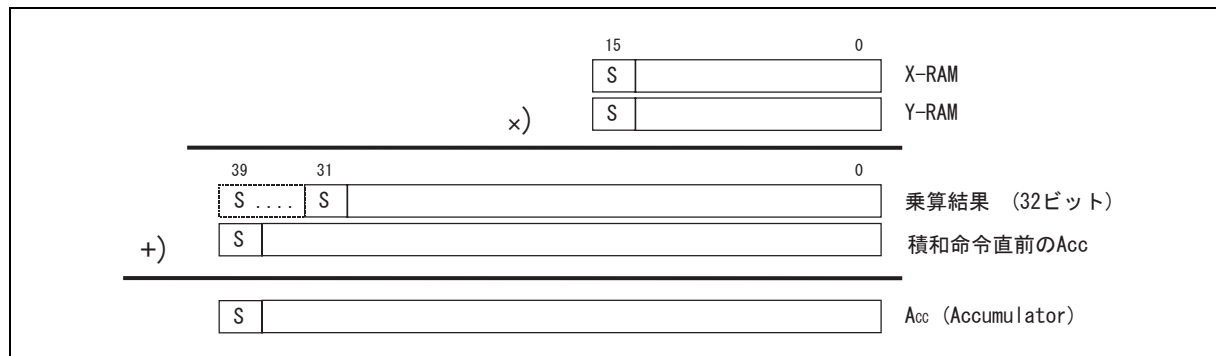 15 0
S X-RAM
×) S Y-RAM
39 31 0
S .... S 乗算結果 (32ビット)
+) S 積和命令直前のAcc
S Acc (Accumulator)